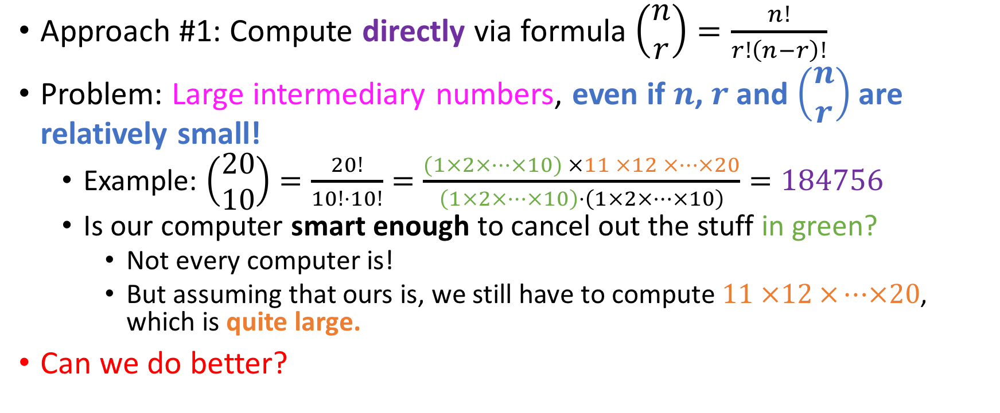 • Approach #1: Compute directly via formula $\binom{n}{r} = \frac{n!}{r!(n-r)!}$
• Problem: Large intermediary numbers, even if $n$, $r$ and $\binom{n}{r}$ are
relatively small!
• Example: $\binom{20}{10} = \frac{20!}{10! \cdot 10!} = \frac{(1 \times 2 \times \cdots \times 10) \times 11 \times 12 \times \cdots \times 20}{(1 \times 2 \times \cdots \times 10) \cdot (1 \times 2 \times \cdots \times 10)} = 184756$
• Is our computer smart enough to cancel out the stuff in green?
• Not every computer is!
• But assuming that ours is, we still have to compute $11 \times 12 \times \cdots \times 20$,
which is quite large.
• Can we do better?